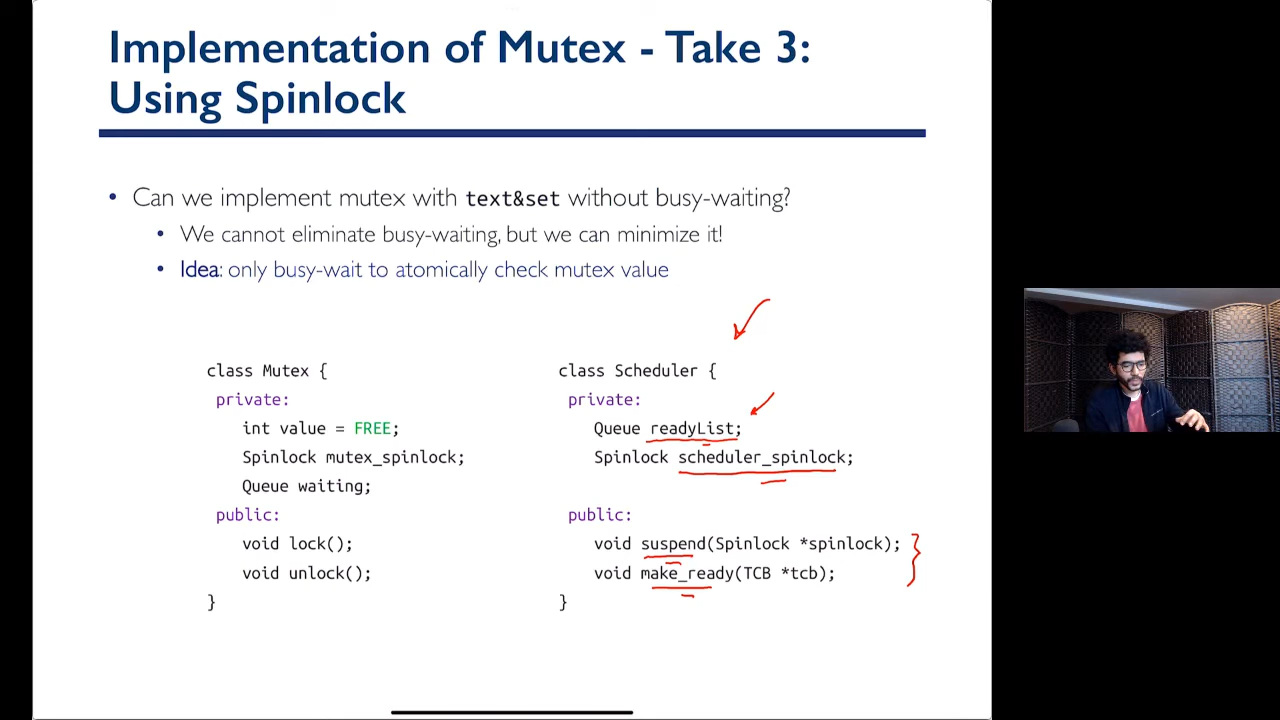 Implementation of Mutex - Take 3:
Using Spinlock
• Can we implement mutex with text&set without busy-waiting?
• We cannot eliminate busy-waiting, but we can minimize it!
• Idea: only busy-wait to atomically check mutex value
class Mutex {
private:
int value = FREE;
Spinlock mutex_spinlock;
Queue waiting;
public:
void lock();
void unlock();
}
class Scheduler {
private:
Queue readyList;
Spinlock scheduler_spinlock;
public:
void suspend(Spinlock *spinlock);
void make_ready(TCB *tcb);
}